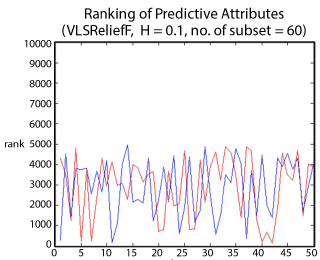 Ranking of Predictive Attributes
(VLSReliefF, H = 0.1, no. of subset = 60)
10000
9000
8000
7000
6000
rank 5000
4000
3000
2000
1000
0
0 5 10 15 20 25 30 35 40 45 50